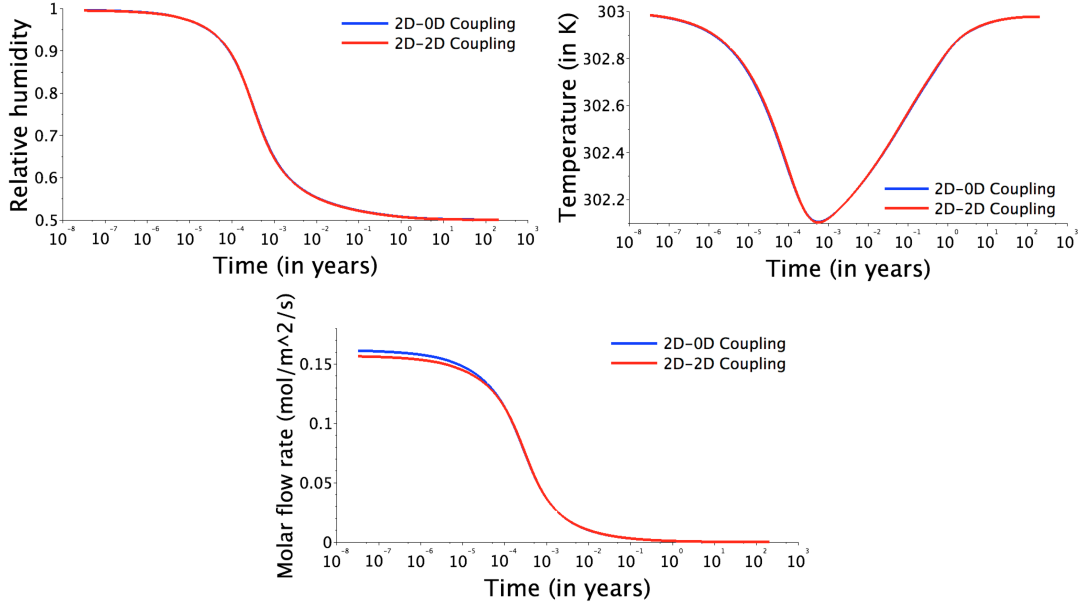 Relative humidity
1
0.9
0.8
0.7
0.6
0.5
2D-0D Coupling
2D-2D Coupling
10^-8 10^-7 10^-6 10^-5 10^-4 10^-3 10^-2 10^-1 10^0 10^1 10^2 10^3
Time (in years)
Temperature (in K)
303
302.8
302.6
302.4
302.2
2D-0D Coupling
2D-2D Coupling
10^-8 10^-7 10^-6 10^-5 10^-4 10^-3 10^-2 10^-1 10^0 10^1 10^2 10^3
Time (in years)
Molar flow rate (mol/m^2/s)
0.15
0.1
0.05
0
2D-0D Coupling
2D-2D Coupling
10^-8 10^-7 10^-6 10^-5 10^-4 10^-3 10^-2 10^-1 10^0 10^1 10^2 10^3
Time (in years)